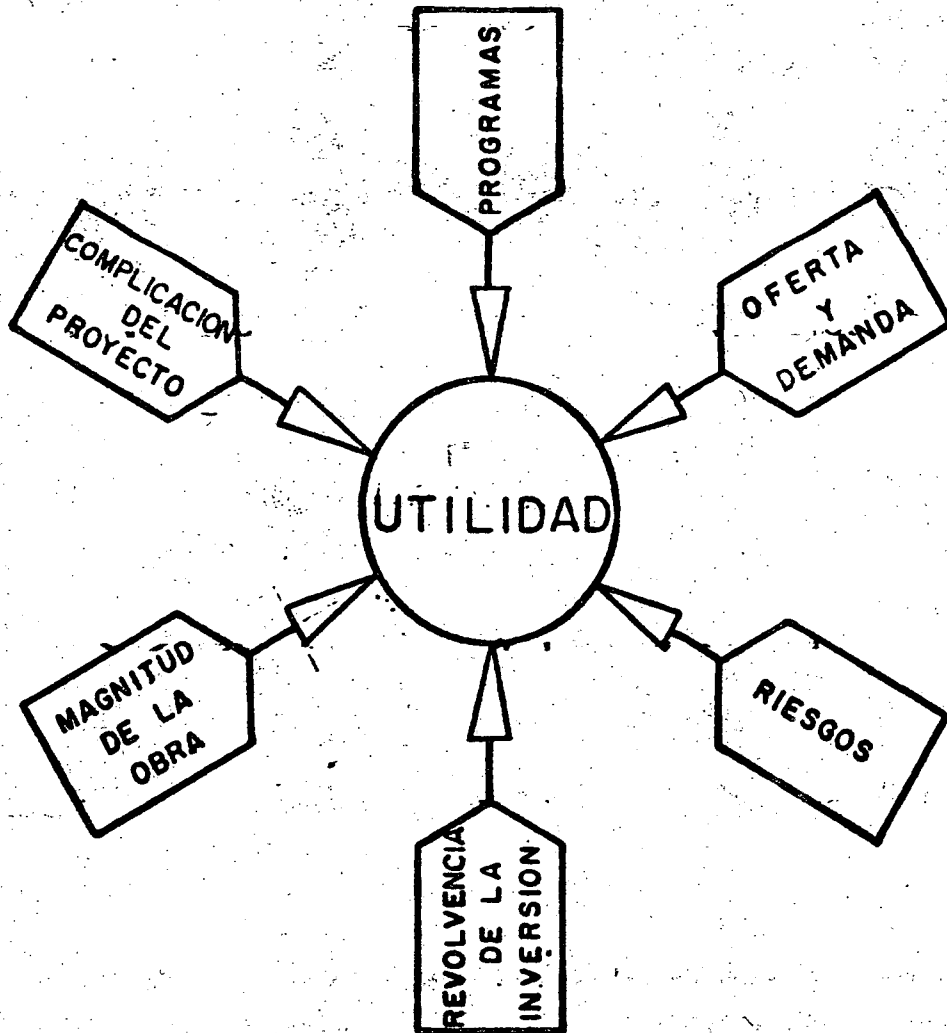 PROGRAMAS
COMPLICACION
DEL
PROYECTO
OFERTA
Y
DEMANDA
UTILIDAD
MAGNITUD
DE LA
OBRA
RIESGOS
REVOLVENCIA
DE LA
INVERSION